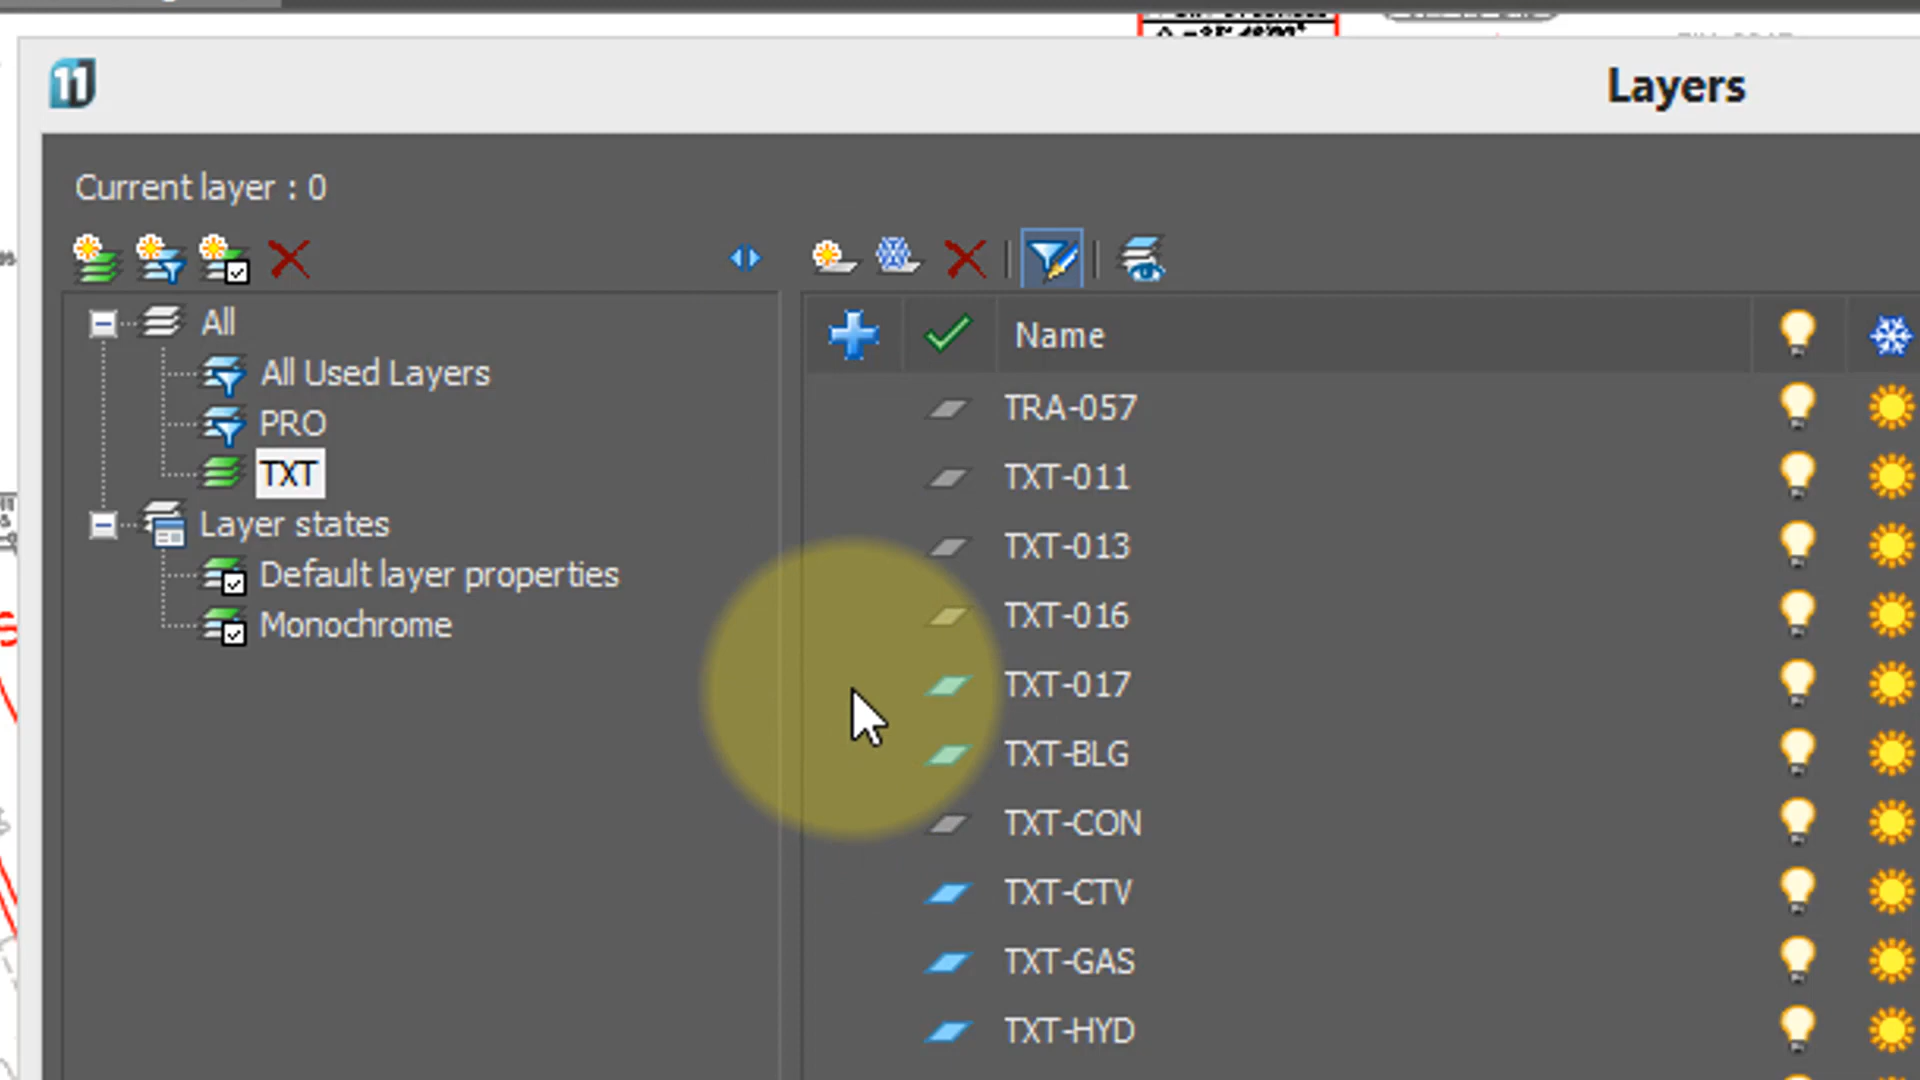 Layers
Current layer : 0
All
All Used Layers
PRO
TXT
Layer states
Default layer properties
Monochrome
Name
TRA-057
TXT-011
TXT-013
TXT-016
TXT-017
TXT-BLG
TXT-CON
TXT-CTV
TXT-GAS
TXT-HYD